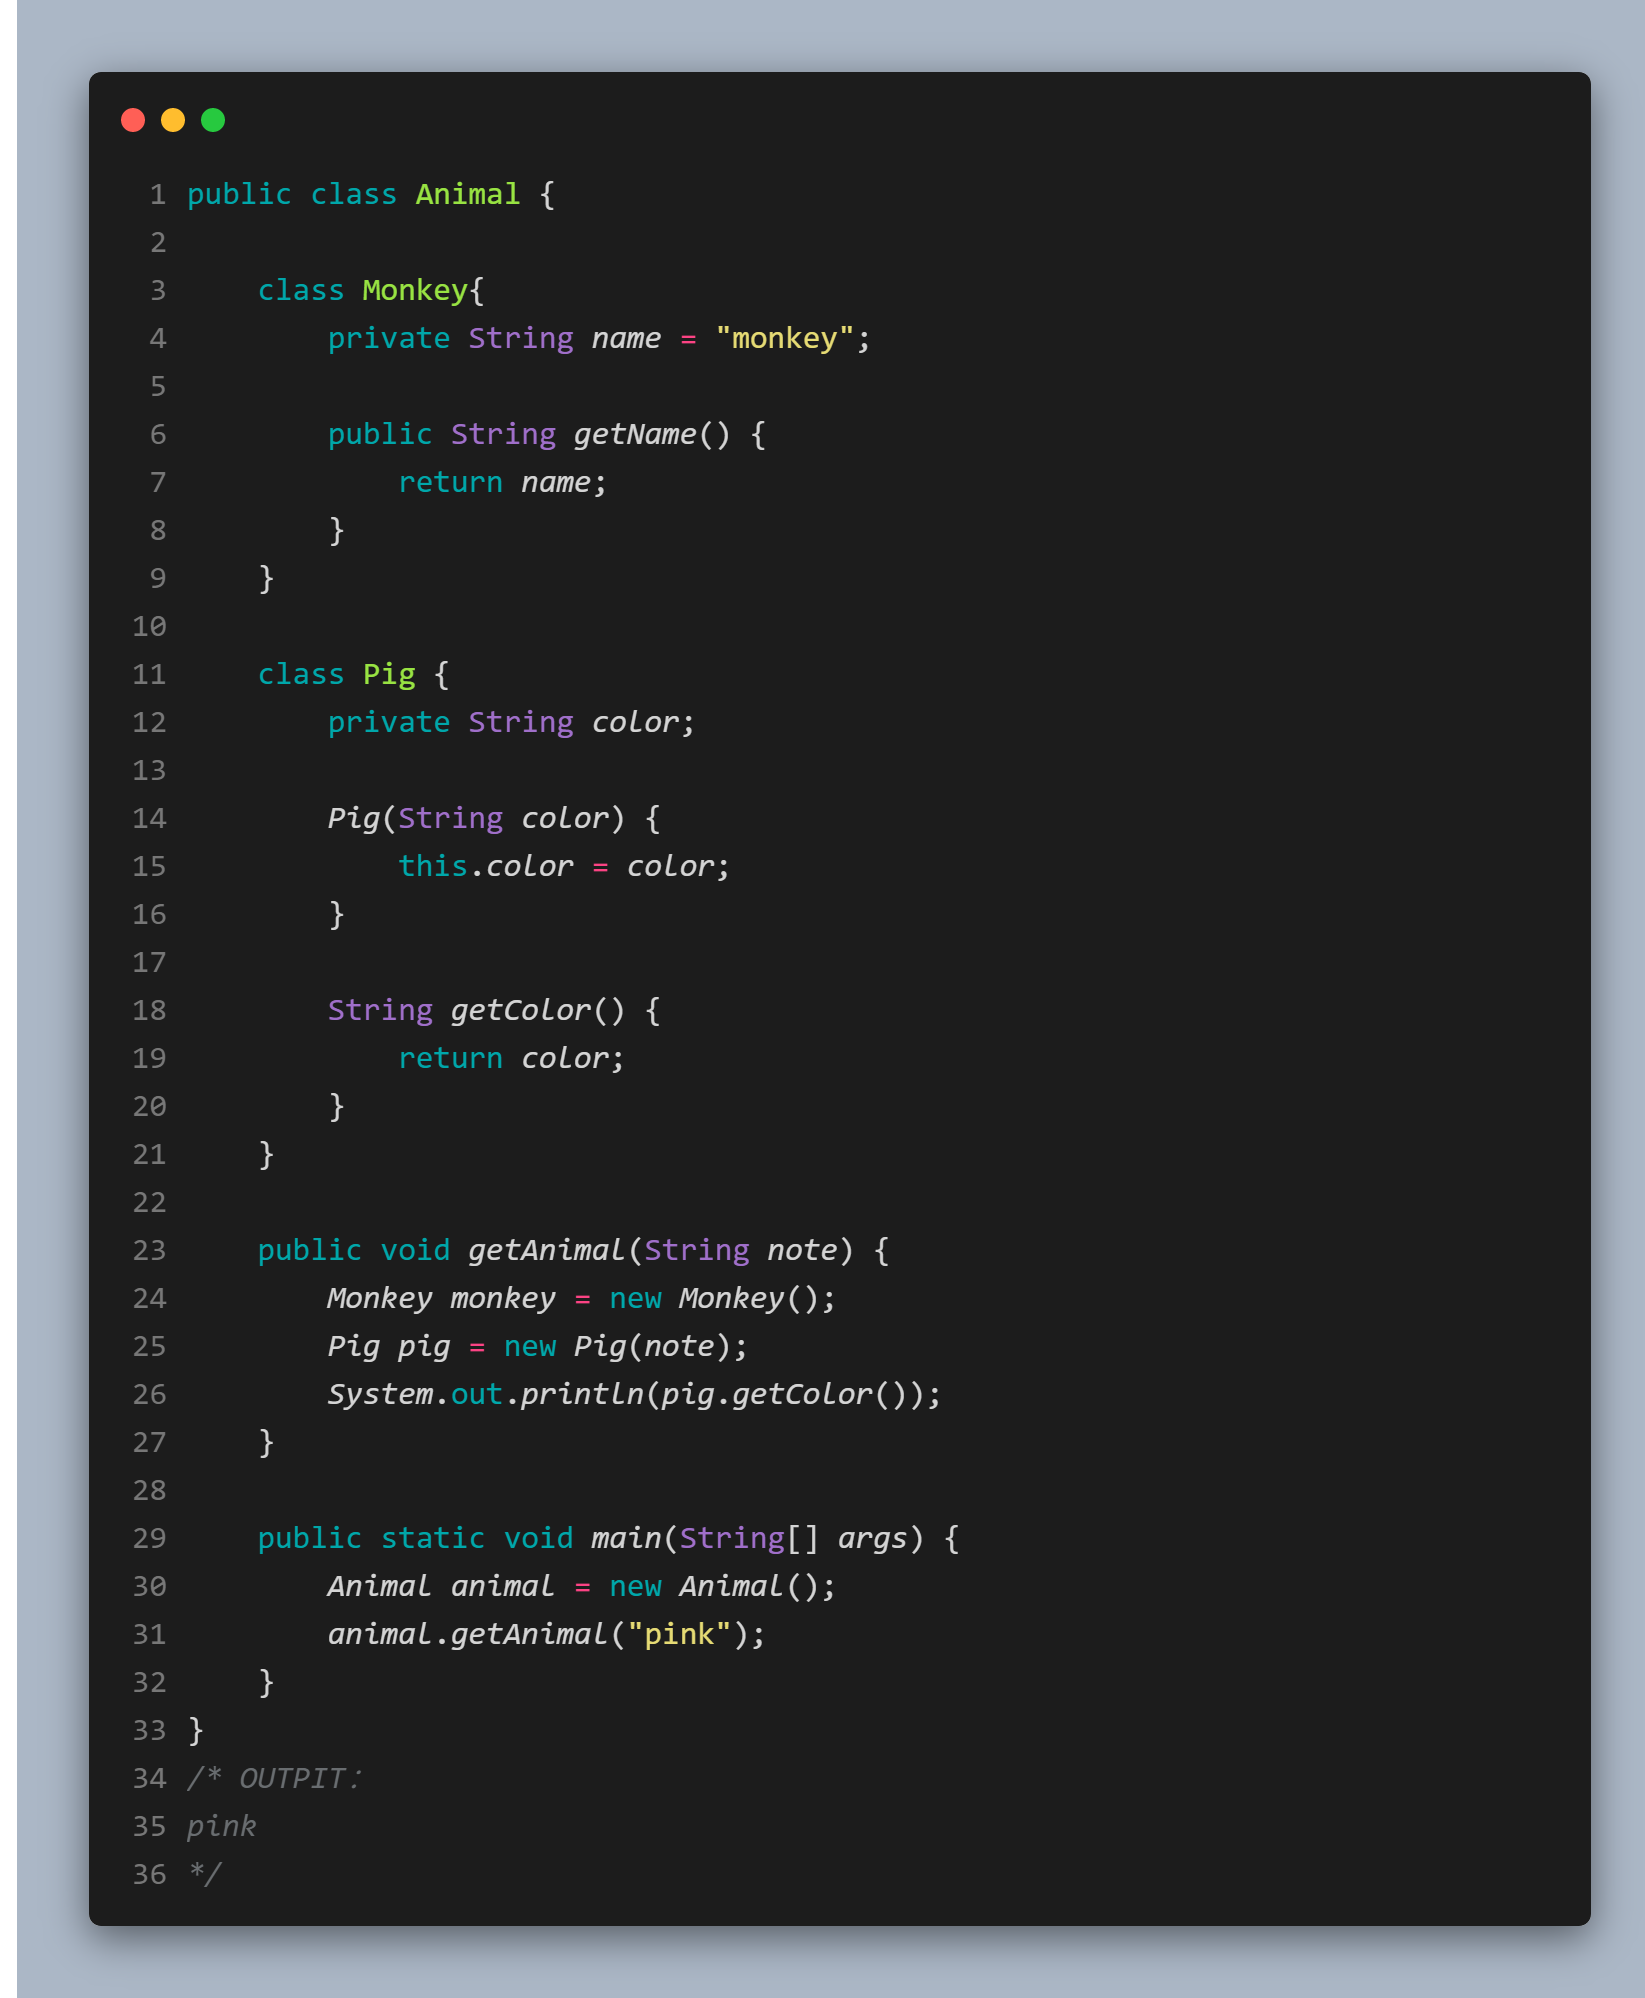 1 public class Animal {
2
3     class Monkey{
4         private String name = "monkey";
5
6         public String getName() {
7             return name;
8         }
9     }
10
11     class Pig {
12         private String color;
13
14         Pig(String color) {
15             this.color = color;
16         }
17
18         String getColor() {
19             return color;
20         }
21     }
22
23     public void getAnimal(String note) {
24         Monkey monkey = new Monkey();
25         Pig pig = new Pig(note);
26         System.out.println(pig.getColor());
27     }
28
29     public static void main(String[] args) {
30         Animal animal = new Animal();
31         animal.getAnimal("pink");
32     }
33 }
34 /* OUTPIT：
35 pink
36 */